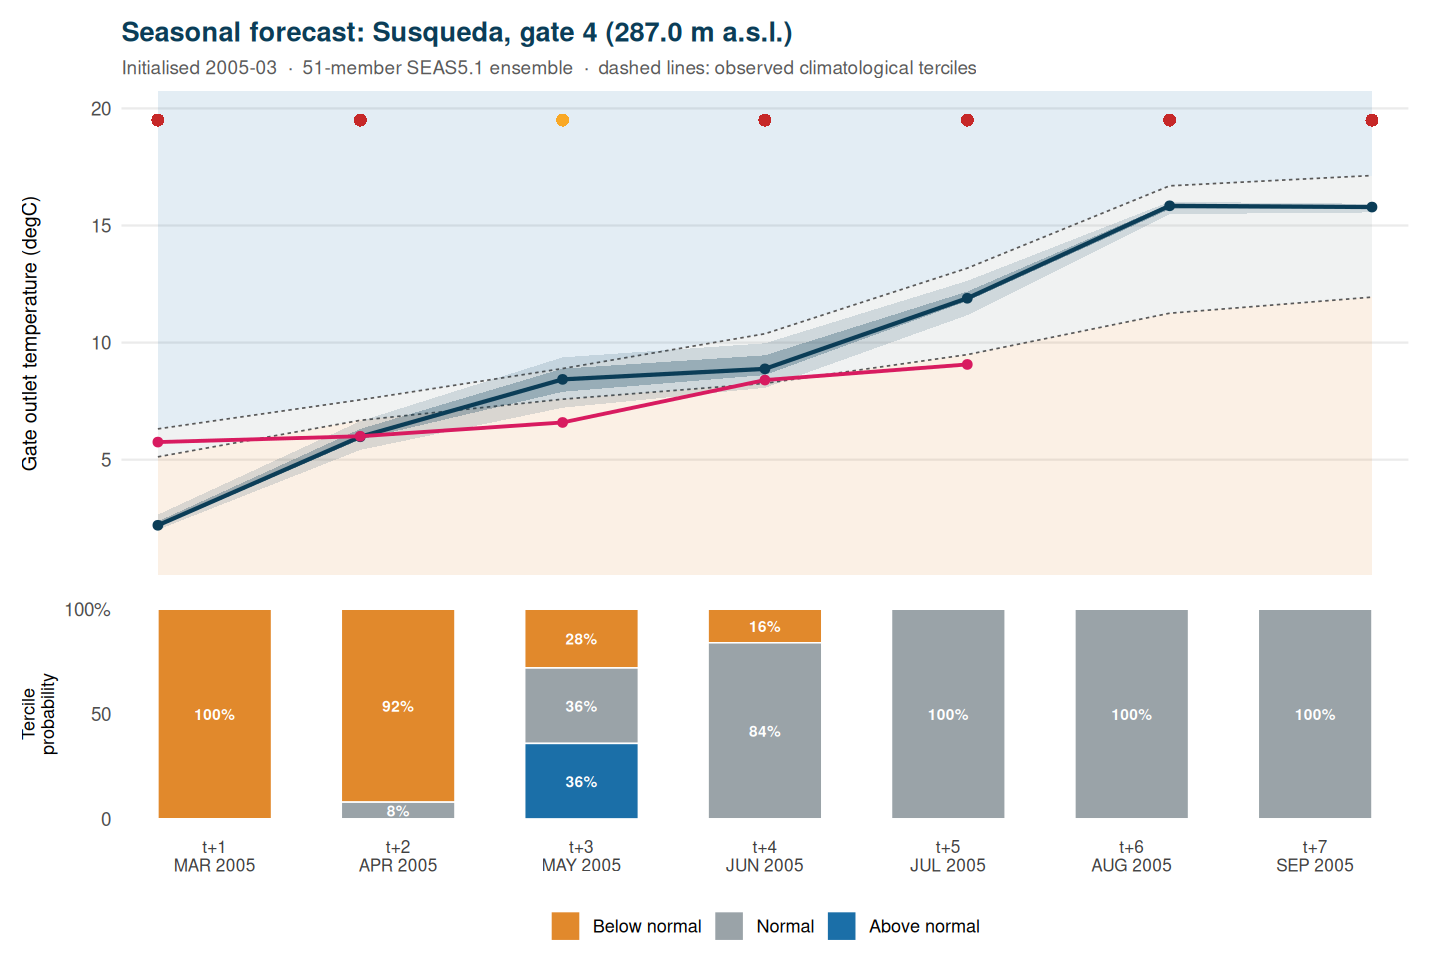 Seasonal forecast: Susqueda, gate 4 (287.0 m a.s.l.)
Initialised 2005-03 · 51-member SEAS5.1 ensemble · dashed lines: observed climatological terciles
Gate outlet temperature (degC)
20
15
10
5
Tercile
probability
100%
50
0
100%
92%
8%
28%
36%
36%
16%
84%
100%
100%
100%
t+1
MAR 2005
t+2
APR 2005
t+3
MAY 2005
t+4
JUN 2005
t+5
JUL 2005
t+6
AUG 2005
t+7
SEP 2005
Below normal
Normal
Above normal